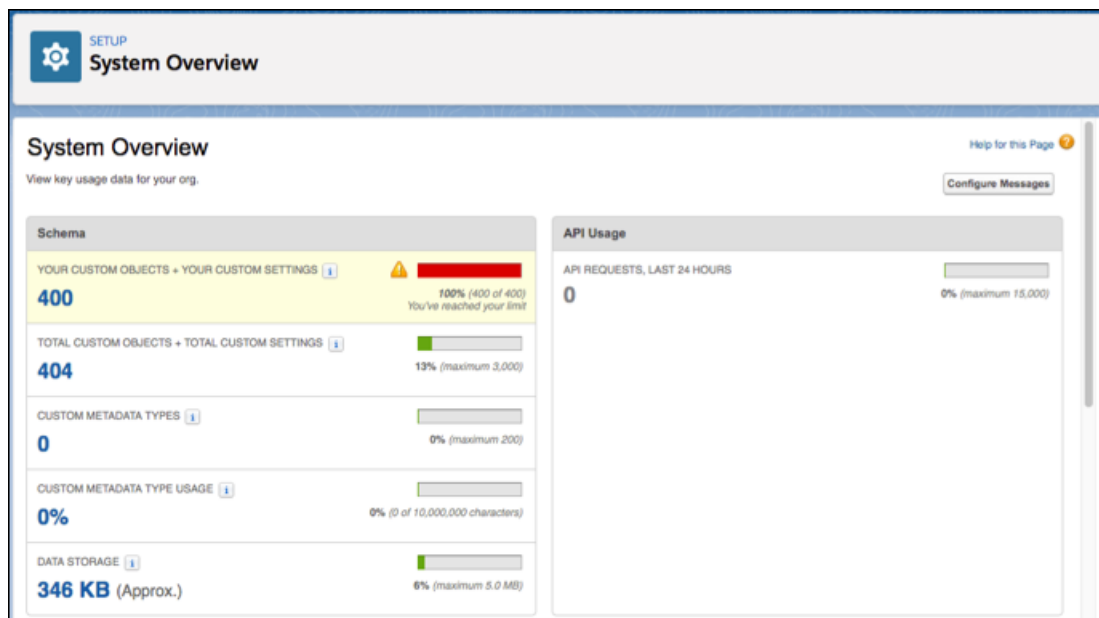 SETUP
System Overview
System Overview
Help for this Page ?
View key usage data for your org.
Configure Messages
Schema
YOUR CUSTOM OBJECTS + YOUR CUSTOM SETTINGS i
400
100% (400 of 400)
You've reached your limit
TOTAL CUSTOM OBJECTS + TOTAL CUSTOM SETTINGS i
404
13% (maximum 3,000)
CUSTOM METADATA TYPES i
0
0% (maximum 200)
CUSTOM METADATA TYPE USAGE i
0%
0% (0 of 10,000,000 characters)
DATA STORAGE i
346 KB (Approx.)
6% (maximum 5.0 MB)
API Usage
API REQUESTS, LAST 24 HOURS
0
0% (maximum 15,000)